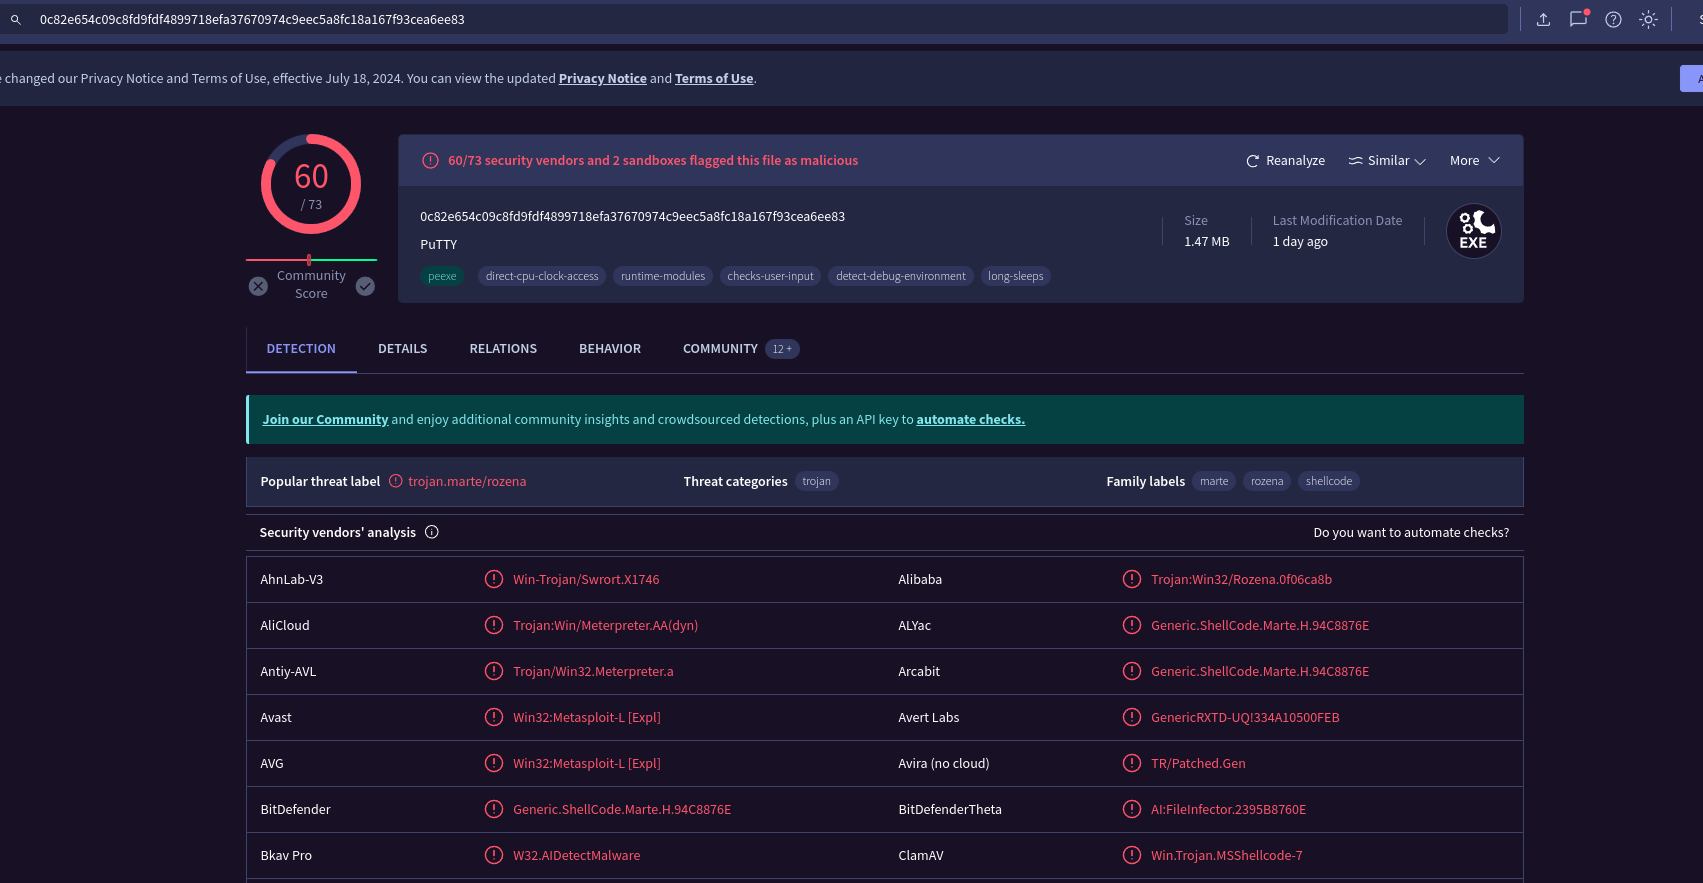 0c82e654c09c8fd9fdf4899718efa37670974c9eec5a8fc18a167f93cea6ee83
changed our Privacy Notice and Terms of Use, effective July 18, 2024. You can view the updated Privacy Notice and Terms of Use.
60
/ 73
Community
Score
60/73 security vendors and 2 sandboxes flagged this file as malicious
Reanalyze
Similar
More
0c82e654c09c8fd9fdf4899718efa37670974c9eec5a8fc18a167f93cea6ee83
PuTTY
peexe
direct-cpu-clock-access
runtime-modules
checks-user-input
detect-debug-environment
long-sleeps
Size
1.47 MB
Last Modification Date
1 day ago
EXE
DETECTION
DETAILS
RELATIONS
BEHAVIOR
COMMUNITY
12 +
Join our Community and enjoy additional community insights and crowdsourced detections, plus an API key to automate checks.
Popular threat label
trojan.marte/rozena
Threat categories
trojan
Family labels
marte
rozena
shellcode
Security vendors' analysis
Do you want to automate checks?
AhnLab-V3
Win-Trojan/Swrort.X1746
Alibaba
Trojan:Win32/Rozena.0f06ca8b
AliCloud
Trojan:Win/Meterpreter.AA(dyn)
ALYac
Generic.ShellCode.Marte.H.94C8876E
Antiy-AVL
Trojan/Win32.Meterpreter.a
Arcabit
Generic.ShellCode.Marte.H.94C8876E
Avast
Win32:Metasploit-L [Expl]
Avert Labs
GenericRXTD-UQ!334A10500FEB
AVG
Win32:Metasploit-L [Expl]
Avira (no cloud)
TR/Patched.Gen
BitDefender
Generic.ShellCode.Marte.H.94C8876E
BitDefenderTheta
AI:FileInfector.2395B8760E
Bkav Pro
W32.AIDetectMalware
ClamAV
Win.Trojan.MSShellcode-7